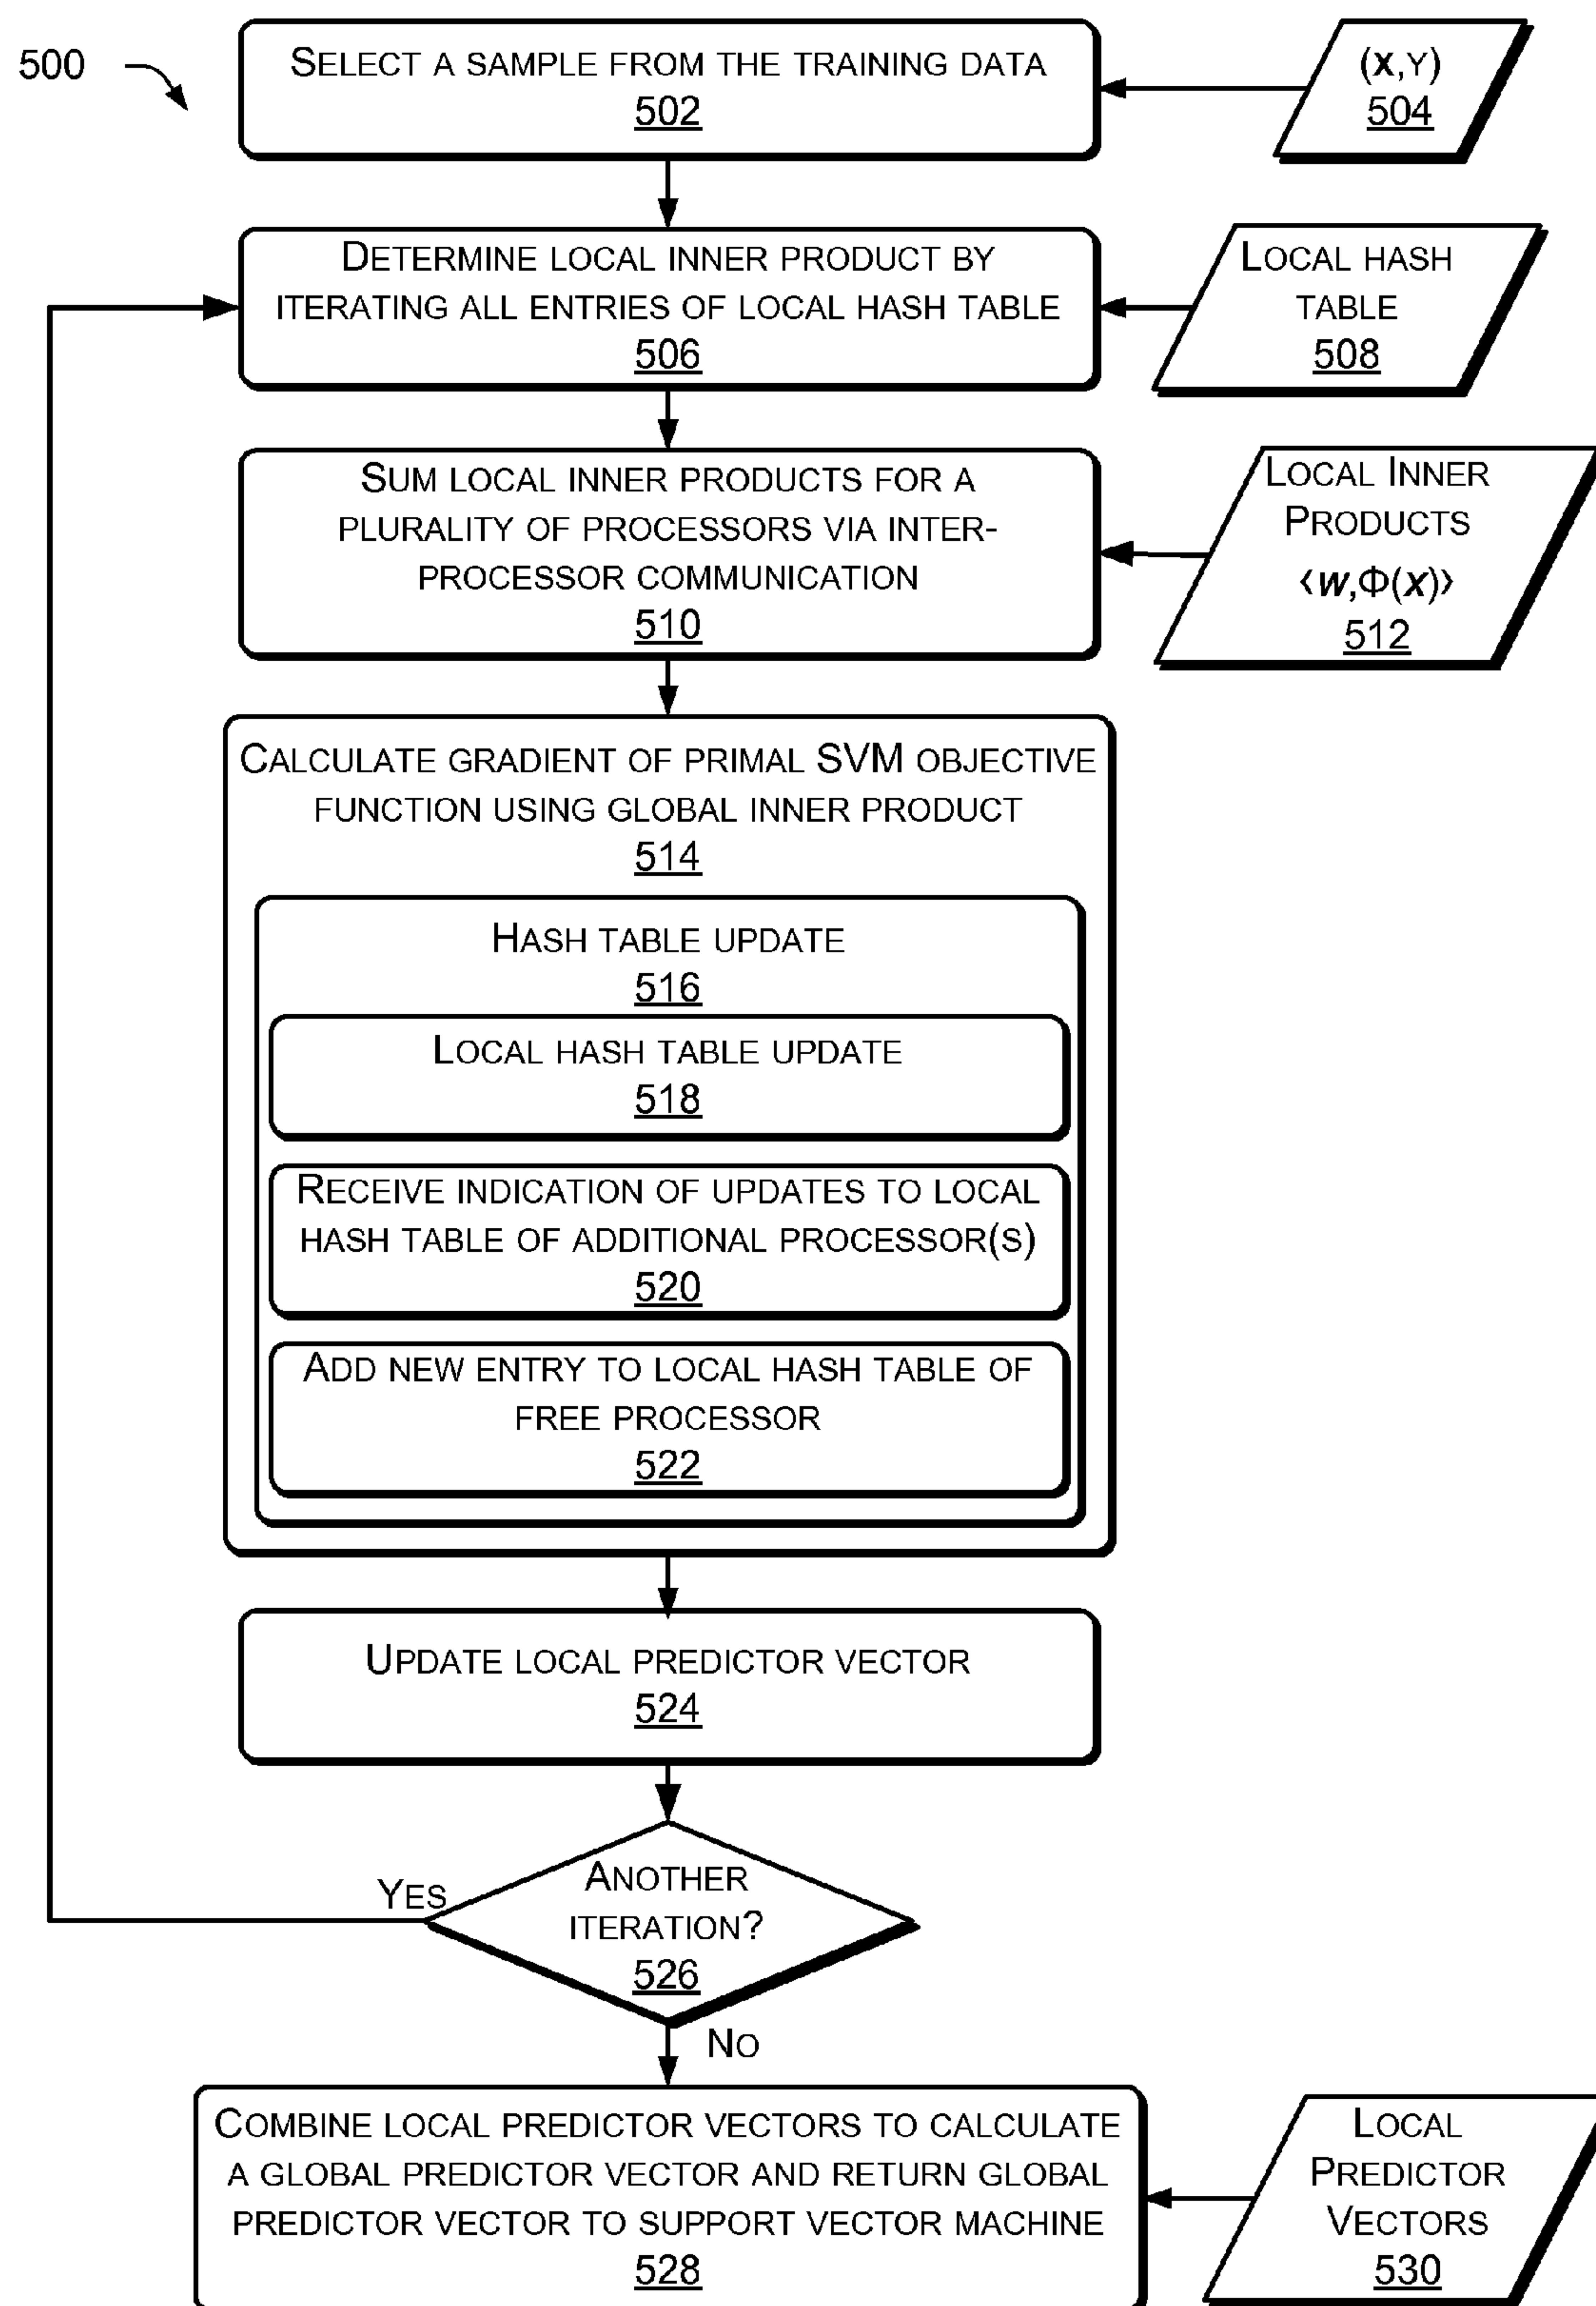 500
SELECT A SAMPLE FROM THE TRAINING DATA
502
(x,Y)
504
DETERMINE LOCAL INNER PRODUCT BY
ITERATING ALL ENTRIES OF LOCAL HASH TABLE
506
LOCAL HASH
TABLE
508
SUM LOCAL INNER PRODUCTS FOR A
PLURALITY OF PROCESSORS VIA INTER-
PROCESSOR COMMUNICATION
510
LOCAL INNER
PRODUCTS
⟨w,Φ(x)⟩
512
CALCULATE GRADIENT OF PRIMAL SVM OBJECTIVE
FUNCTION USING GLOBAL INNER PRODUCT
514
HASH TABLE UPDATE
516
LOCAL HASH TABLE UPDATE
518
RECEIVE INDICATION OF UPDATES TO LOCAL
HASH TABLE OF ADDITIONAL PROCESSOR(S)
520
ADD NEW ENTRY TO LOCAL HASH TABLE OF
FREE PROCESSOR
522
UPDATE LOCAL PREDICTOR VECTOR
524
YES
ANOTHER
ITERATION?
526
NO
COMBINE LOCAL PREDICTOR VECTORS TO CALCULATE
A GLOBAL PREDICTOR VECTOR AND RETURN GLOBAL
PREDICTOR VECTOR TO SUPPORT VECTOR MACHINE
528
LOCAL
PREDICTOR
VECTORS
530